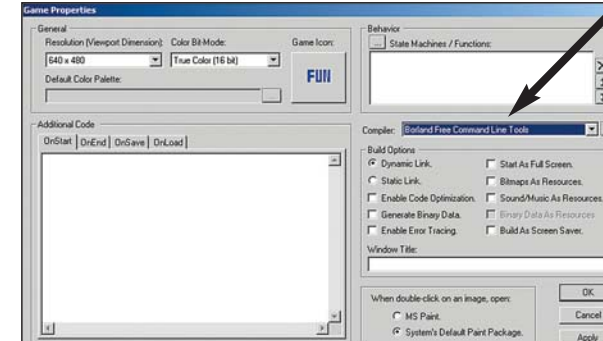 Game Properties
General
Resolution (Viewport Dimension):
Color Bit-Mode:
Game Icon:
640 x 480
True Color (16 bit)
FUN
Default Color Palette:
...
Behavior
... State Machines / Functions:
Additional Code
OnStart OnEnd OnSave OnLoad
Compiler: Borland Free Command Line Tools
Build Options
Dynamic Link.
Start As Full Screen.
Static Link.
Bitmaps As Resources.
Enable Code Optimization.
Sound/Music As Resources.
Generate Binary Data.
Binary Data As Resources
Enable Error Tracing.
Build As Screen Saver.
Window Title:
When double-click on an image, open:
MS Paint.
System's Default Paint Package.
OK
Cancel
Apply